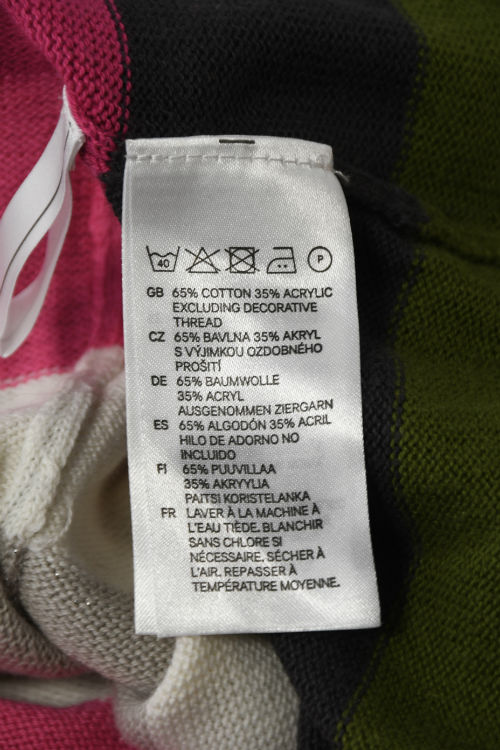 40 P
GB 65% COTTON 35% ACRYLIC
EXCLUDING DECORATIVE
THREAD
CZ 65% BAVLNA 35% AKRYL
S VÝJIMKOU OZDOBNÉHO
PROŠITÍ
DE 65% BAUMWOLLE
35% ACRYL
AUSGENOMMEN ZIERGARN
ES 65% ALGODÓN 35% ACRIL
HILO DE ADORNO NO
INCLUIDO
FI 65% PUUVILLAA
35% AKRYYLIA
PAITSI KORISTELANKA
FR LAVER À LA MACHINE À
L'EAU TIÈDE. BLANCHIR
SANS CHLORE SI
NÉCESSAIRE. SÉCHER À
L'AIR. REPASSER À
TEMPÉRATURE MOYENNE.